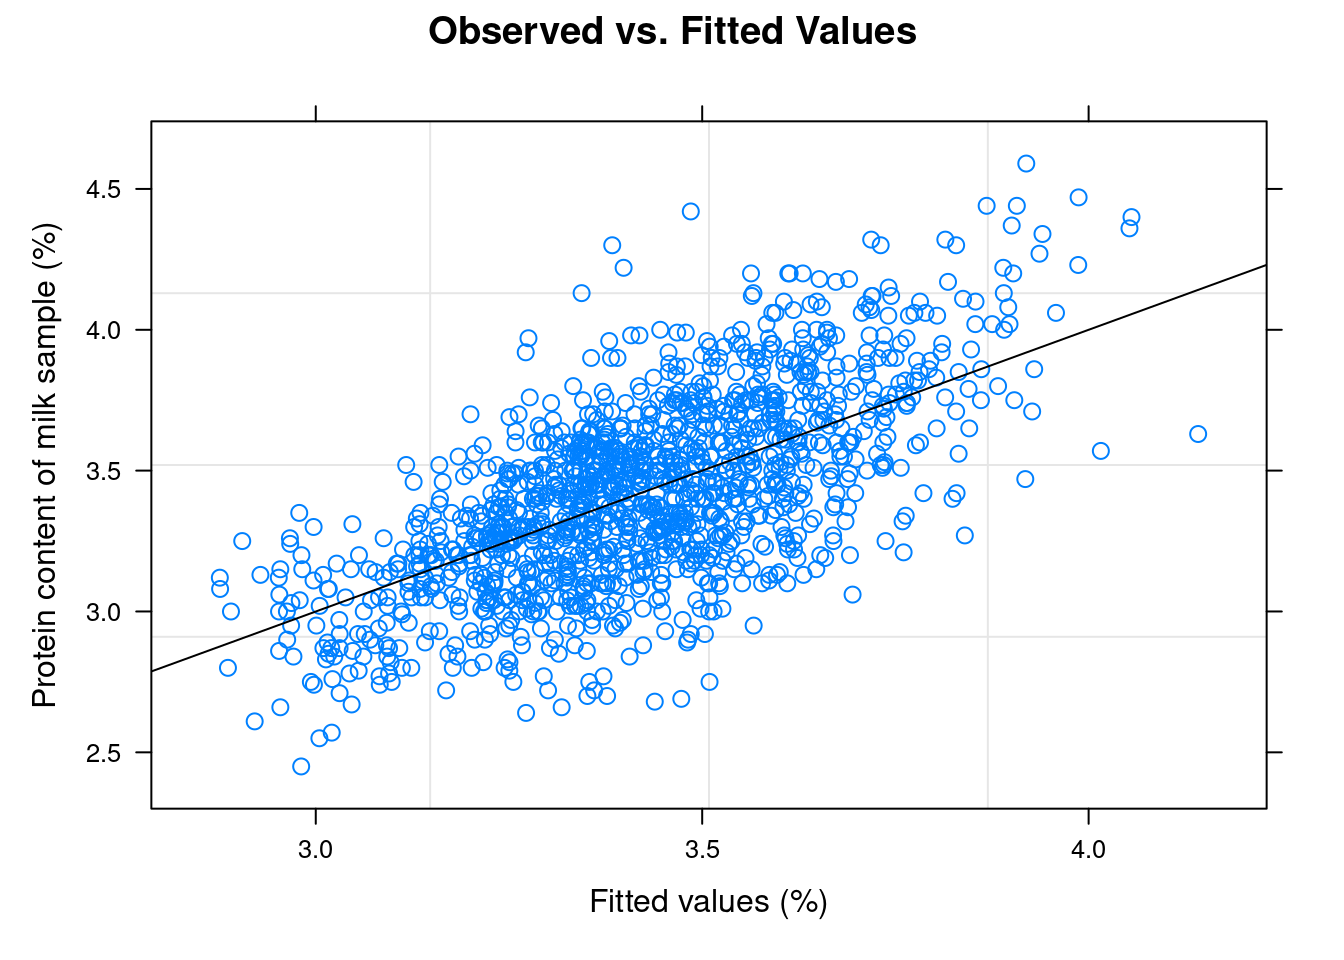 Observed vs. Fitted Values
Protein content of milk sample (%)
4.5
4.0
3.5
3.0
2.5
3.0
3.5
4.0
Fitted values (%)